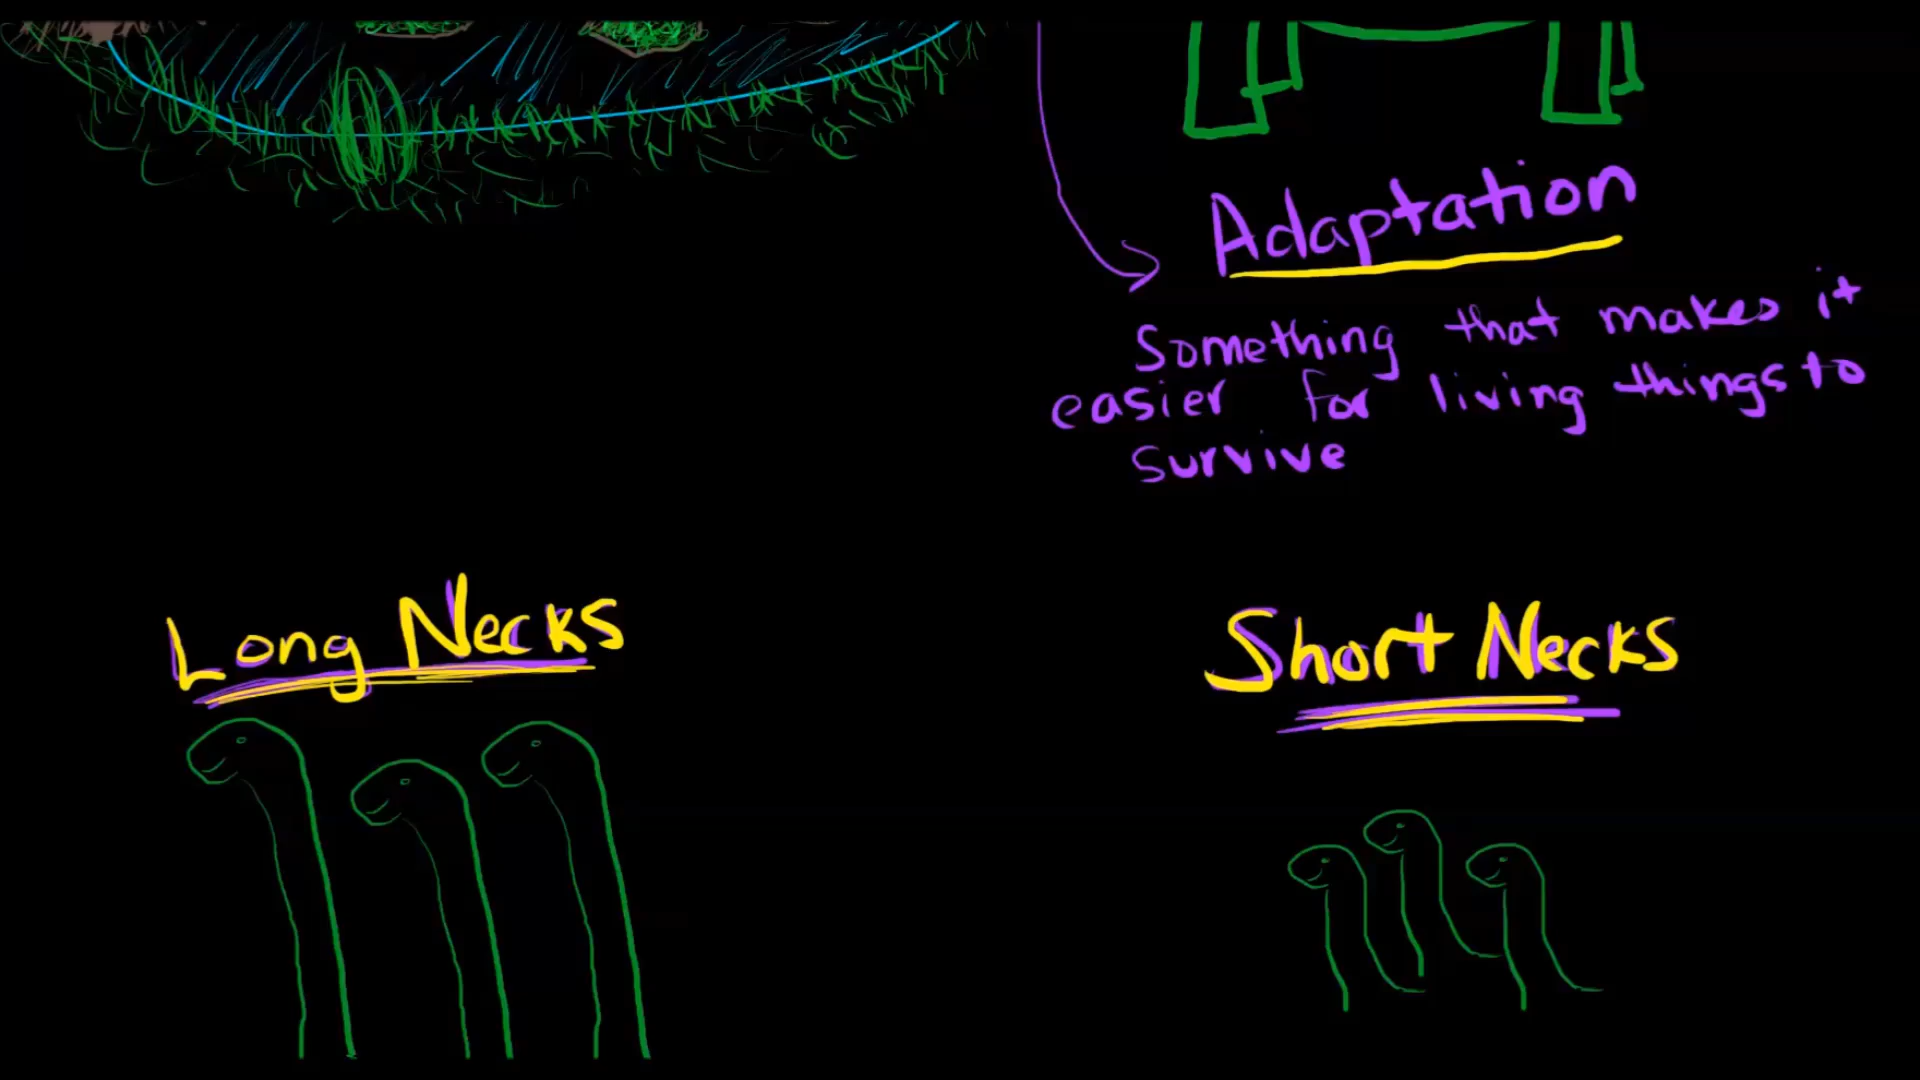 Adaptation
Something that makes it
easier for living things to
survive
Long Necks
Short Necks